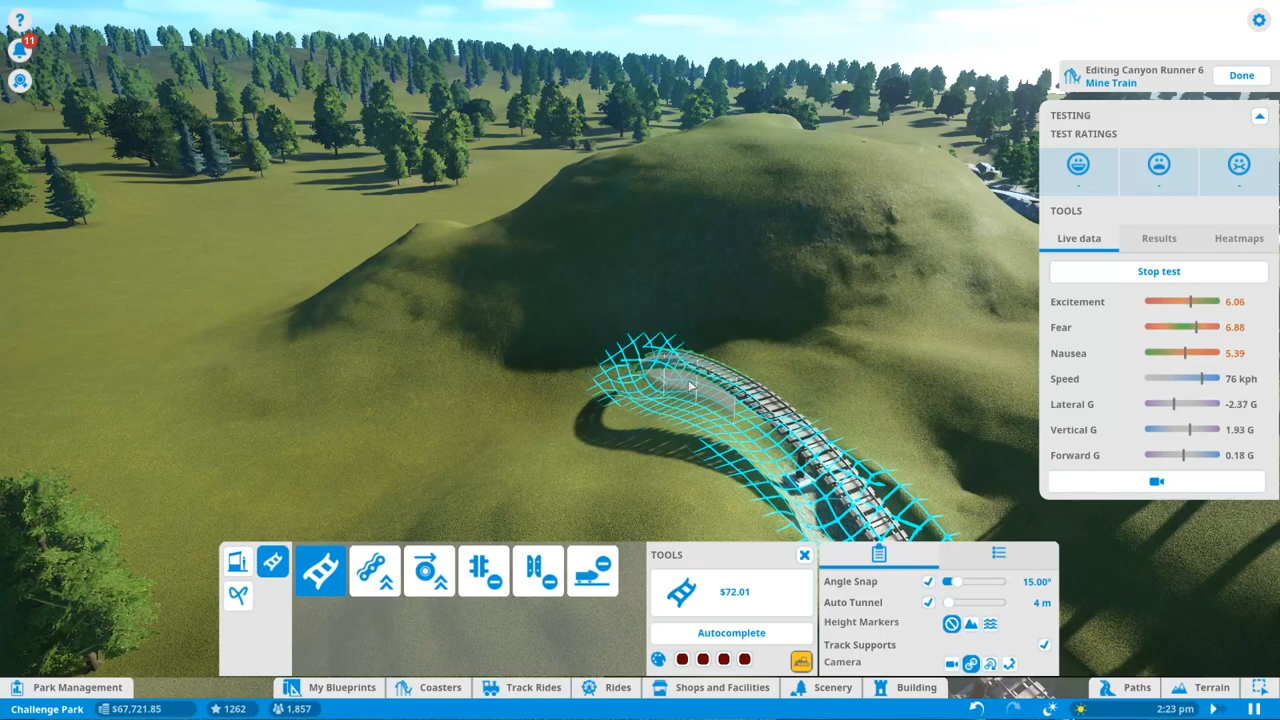 ?
11
Editing Canyon Runner 6
Mine Train
Done
TESTING
TEST RATINGS
- - -
TOOLS
Live data Results Heatmaps
Stop test
Excitement 6.06
Fear 6.88
Nausea 5.39
Speed 76 kph
Lateral G -2.37 G
Vertical G 1.93 G
Forward G 0.18 G
TOOLS
$72.01
Autocomplete
Angle Snap 15.00°
Auto Tunnel 4 m
Height Markers
Track Supports
Camera
Park Management My Blueprints Coasters Track Rides Rides Shops and Facilities Scenery Building Paths Terrain
Challenge Park $67,721.85 1262 1,857 2:23 pm